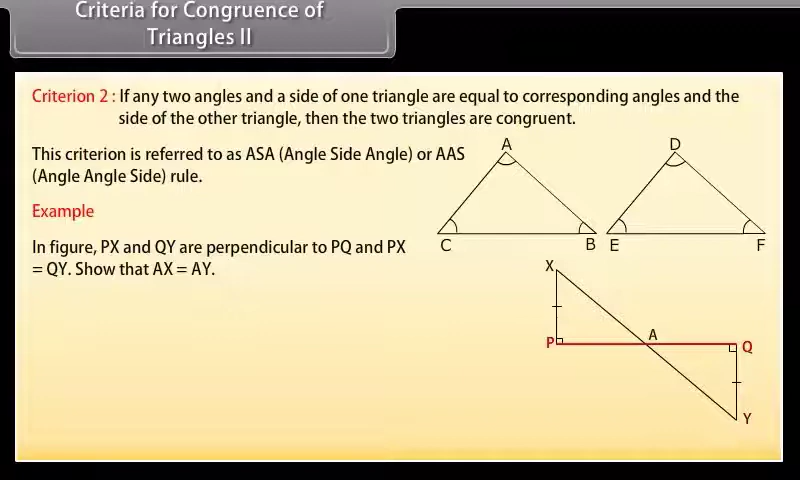 Criteria for Congruence of
Triangles II
Criterion 2 : If any two angles and a side of one triangle are equal to corresponding angles and the
side of the other triangle, then the two triangles are congruent.
This criterion is referred to as ASA (Angle Side Angle) or AAS
(Angle Angle Side) rule.
Example
In figure, PX and QY are perpendicular to PQ and PX
= QY. Show that AX = AY.
A
D
C
B
E
F
X
P
A
Q
Y